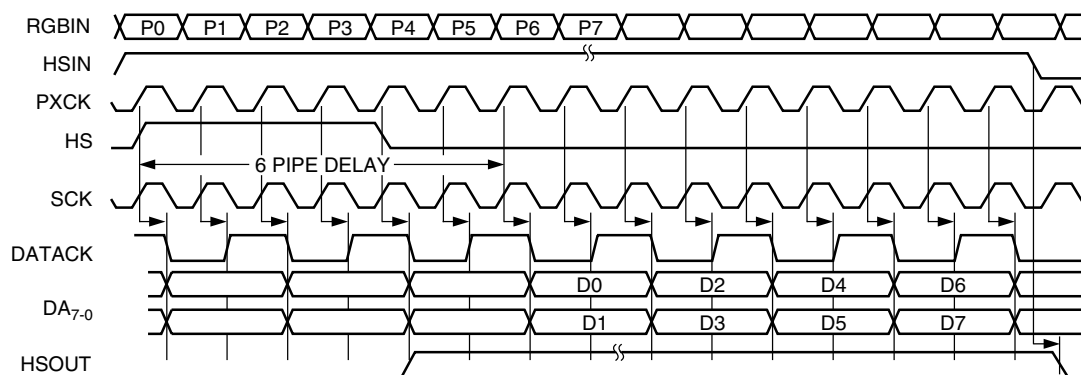 RGBIN P0 P1 P2 P3 P4 P5 P6 P7
HSIN
PXCK
HS
6 PIPE DELAY
SCK
DATACK
D0 D2 D4 D6
DA7-0
D1 D3 D5 D7
HSOUT